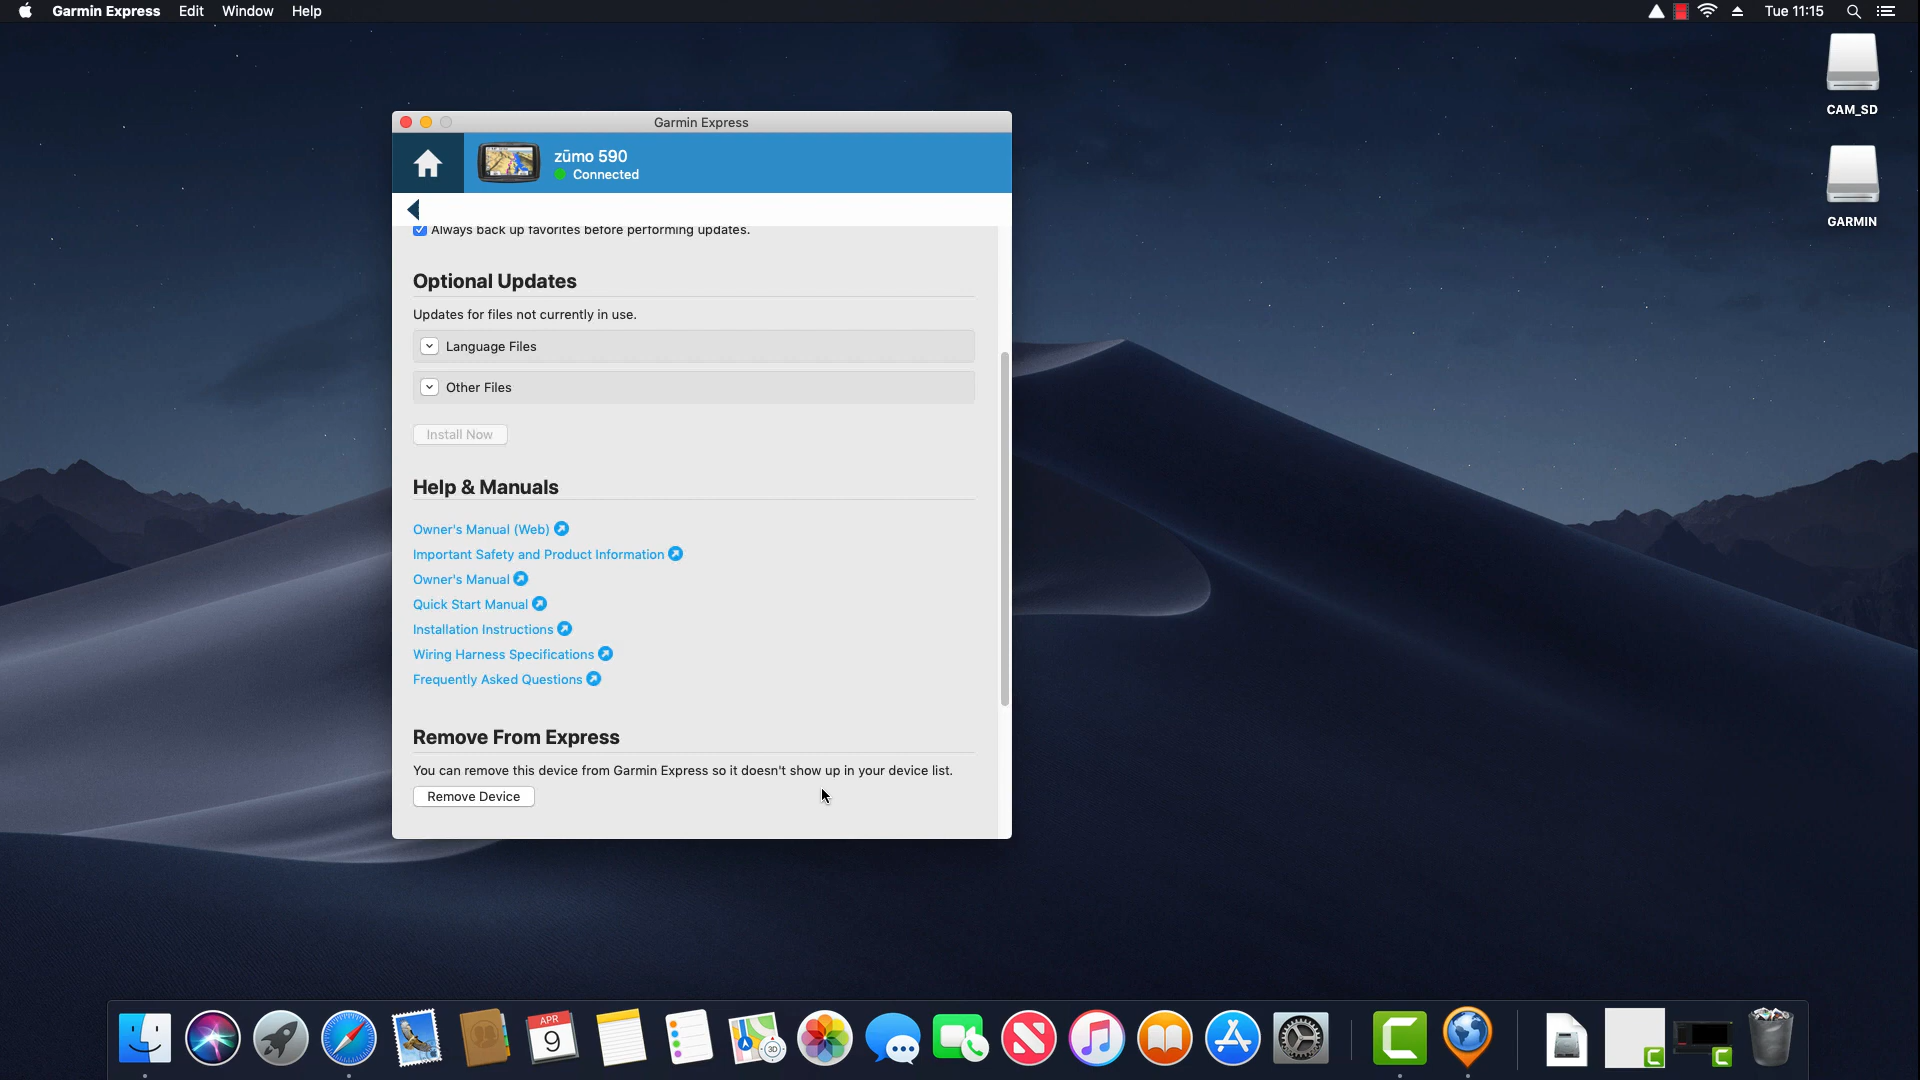 Garmin Express Edit Window Help Tue 11:15
CAM_SD
GARMIN
Garmin Express
zūmo 590
Connected
Always back up favorites before performing updates.
Optional Updates
Updates for files not currently in use.
Language Files
Other Files
Install Now
Help & Manuals
Owner's Manual (Web)
Important Safety and Product Information
Owner's Manual
Quick Start Manual
Installation Instructions
Wiring Harness Specifications
Frequently Asked Questions
Remove From Express
You can remove this device from Garmin Express so it doesn't show up in your device list.
Remove Device
APR
9
3D